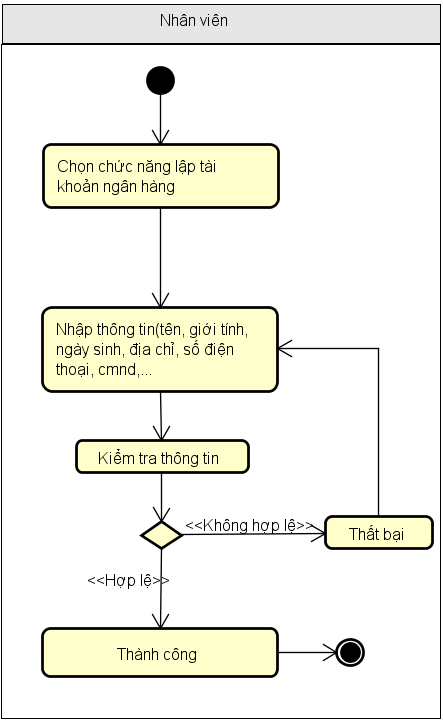 Nhân viên
Chọn chức năng lập tài
khoản ngân hàng
Nhập thông tin(tên, giới tính,
ngày sinh, địa chỉ, số điện
thoại, cmnd,...
Kiểm tra thông tin
<<Không hợp lệ>>
Thất bại
<<Hợp lệ>>
Thành công